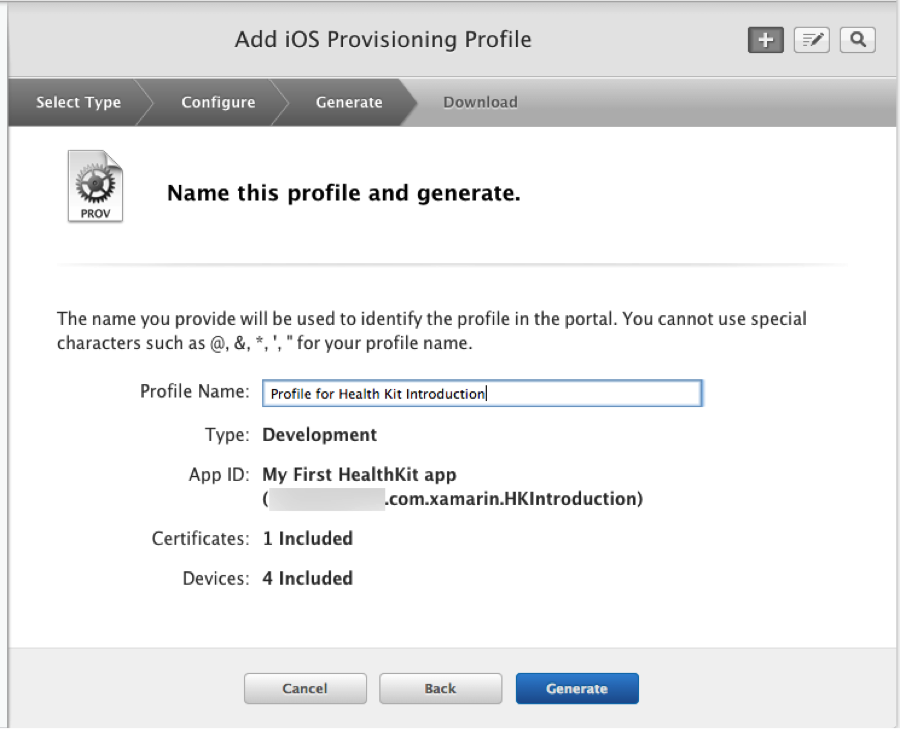 Add iOS Provisioning Profile
Select Type
Configure
Generate
Download
PROV
Name this profile and generate.
The name you provide will be used to identify the profile in the portal. You cannot use special
characters such as @, &, *, ', " for your profile name.
Profile Name: Profile for Health Kit Introduction
Type: Development
App ID: My First HealthKit app
( .com.xamarin.HKIntroduction)
Certificates: 1 Included
Devices: 4 Included
Cancel
Back
Generate